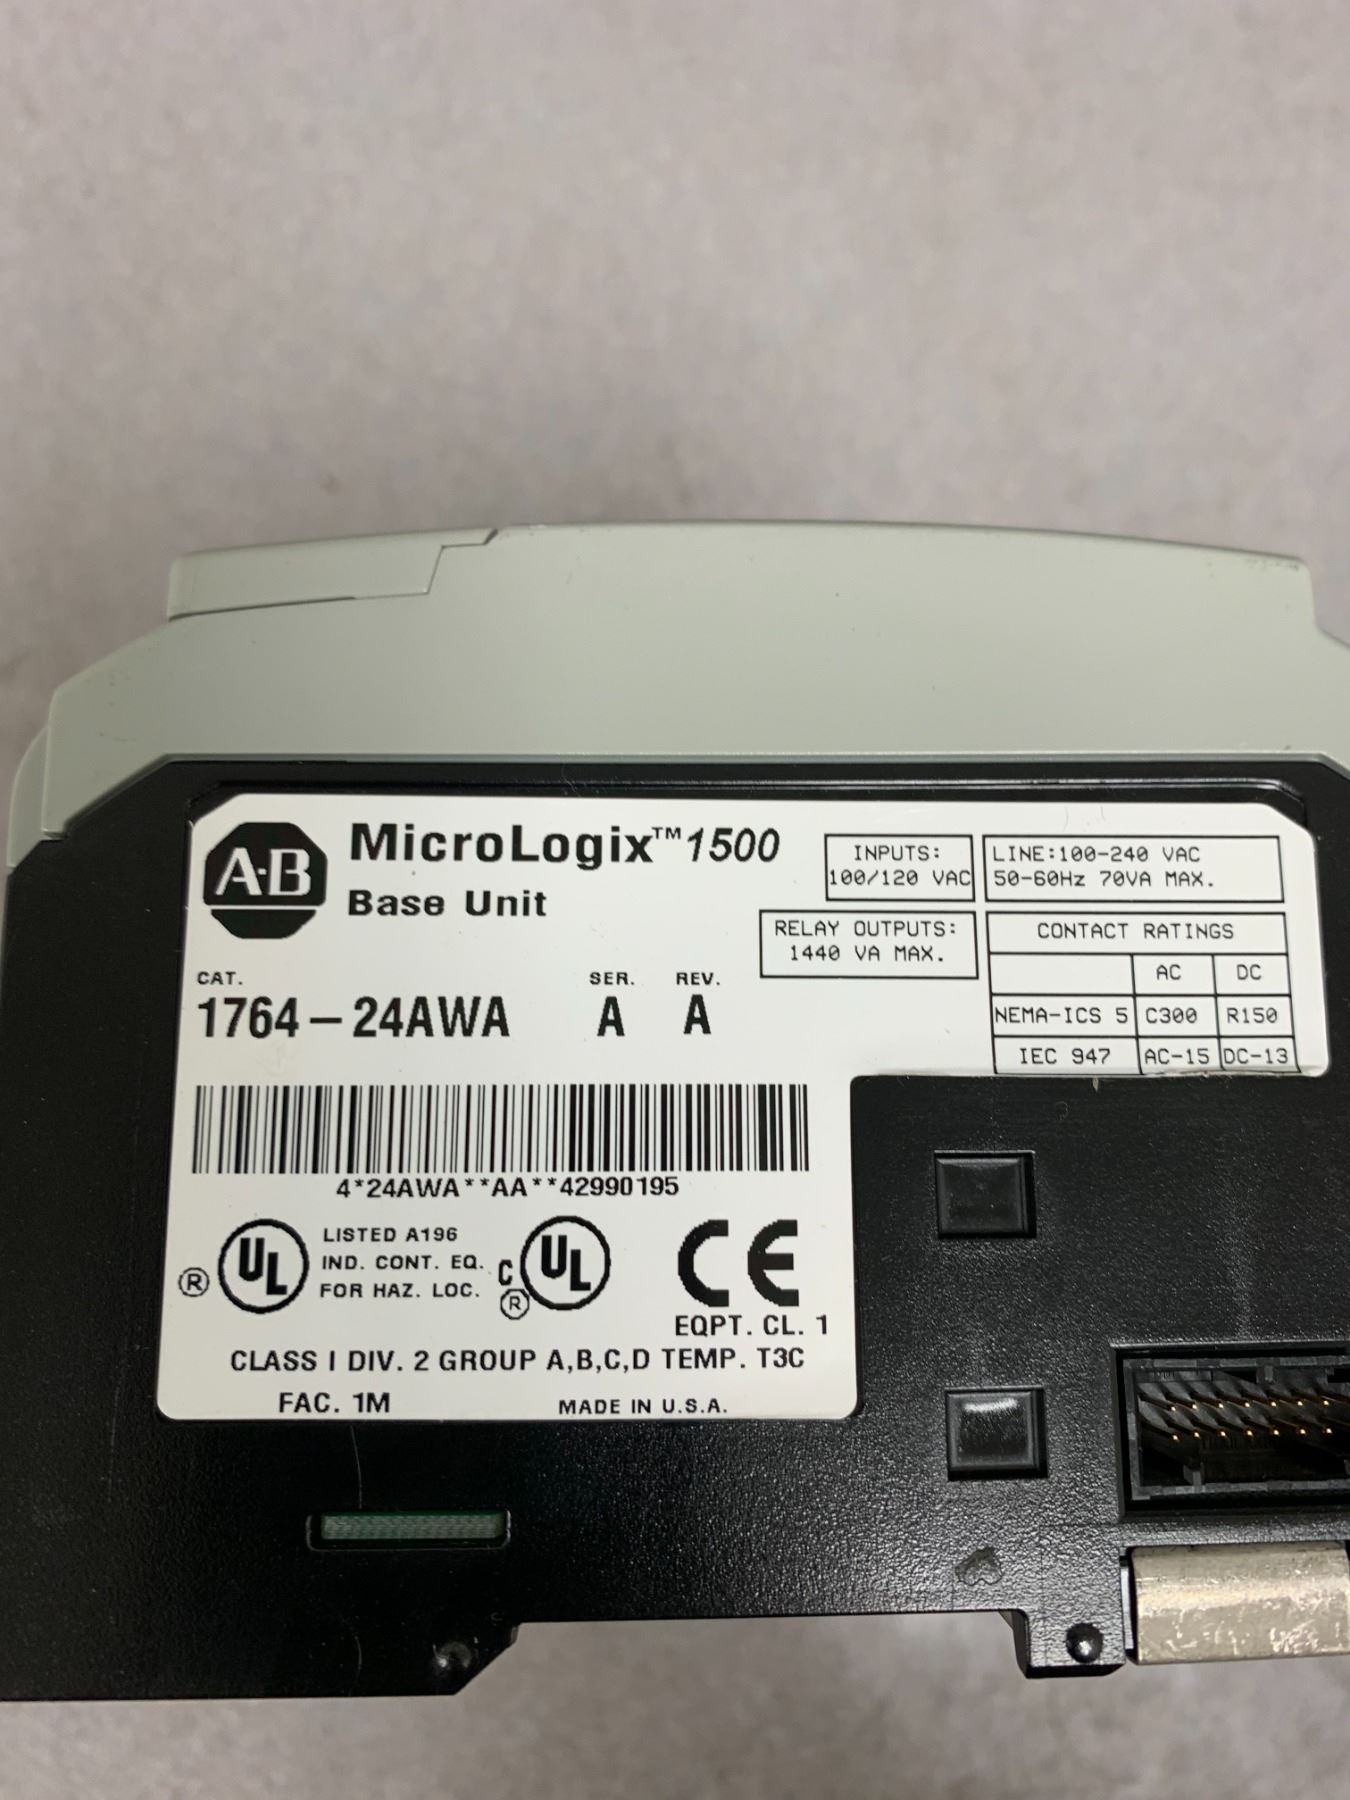 A-B
MicroLogix™ 1500
Base Unit
INPUTS:
100/120 VAC
LINE:100-240 VAC
50-60Hz 70VA MAX.
RELAY OUTPUTS:
1440 VA MAX.
CONTACT RATINGS
AC DC
NEMA-ICS 5 C300 R150
IEC 947 AC-15 DC-13
CAT. SER. REV.
1764-24AWA A A
4*24AWA**AA**42990195
® UL LISTED A196
IND. CONT. EQ.
FOR HAZ. LOC.
C UL ®
CE
EQPT. CL. 1
CLASS I DIV. 2 GROUP A,B,C,D TEMP. T3C
FAC. 1M MADE IN U.S.A.